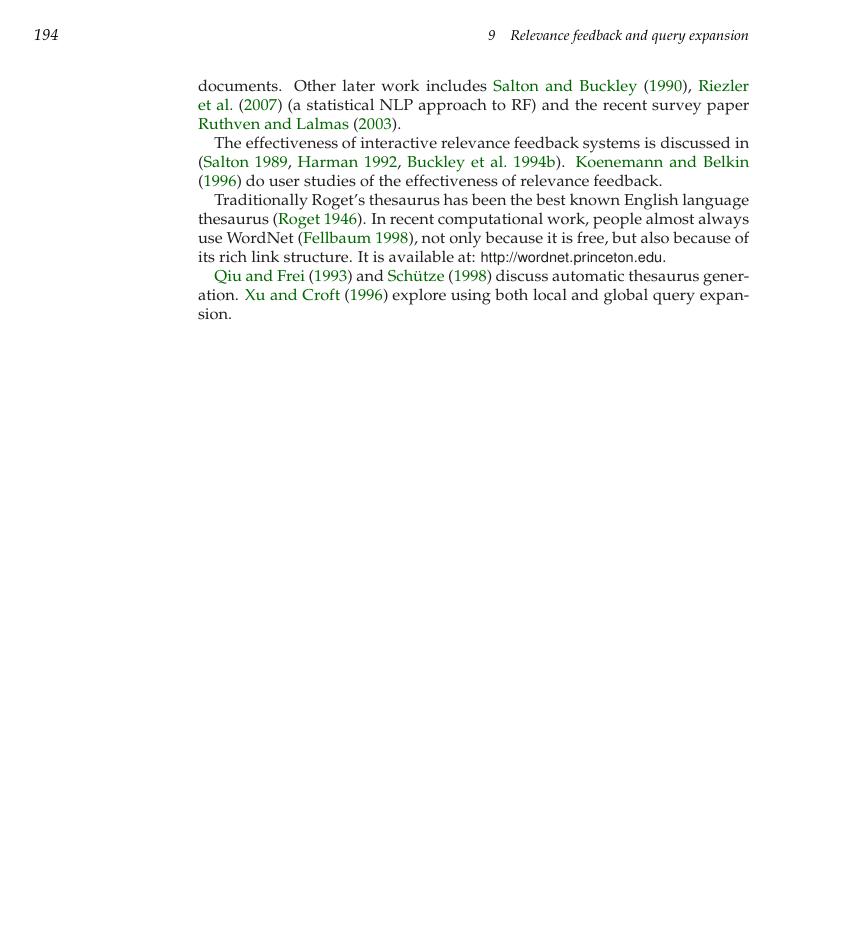 194
9 Relevance feedback and query expansion
documents. Other later work includes Salton and Buckley (1990), Riezler
et al. (2007) (a statistical NLP approach to RF) and the recent survey paper
Ruthven and Lalmas (2003).
The effectiveness of interactive relevance feedback systems is discussed in
(Salton 1989, Harman 1992, Buckley et al. 1994b). Koenemann and Belkin
(1996) do user studies of the effectiveness of relevance feedback.
Traditionally Roget's thesaurus has been the best known English language
thesaurus (Roget 1946). In recent computational work, people almost always
use WordNet (Fellbaum 1998), not only because it is free, but also because of
its rich link structure. It is available at: http://wordnet.princeton.edu.
Qiu and Frei (1993) and Schütze (1998) discuss automatic thesaurus gener-
ation. Xu and Croft (1996) explore using both local and global query expan-
sion.